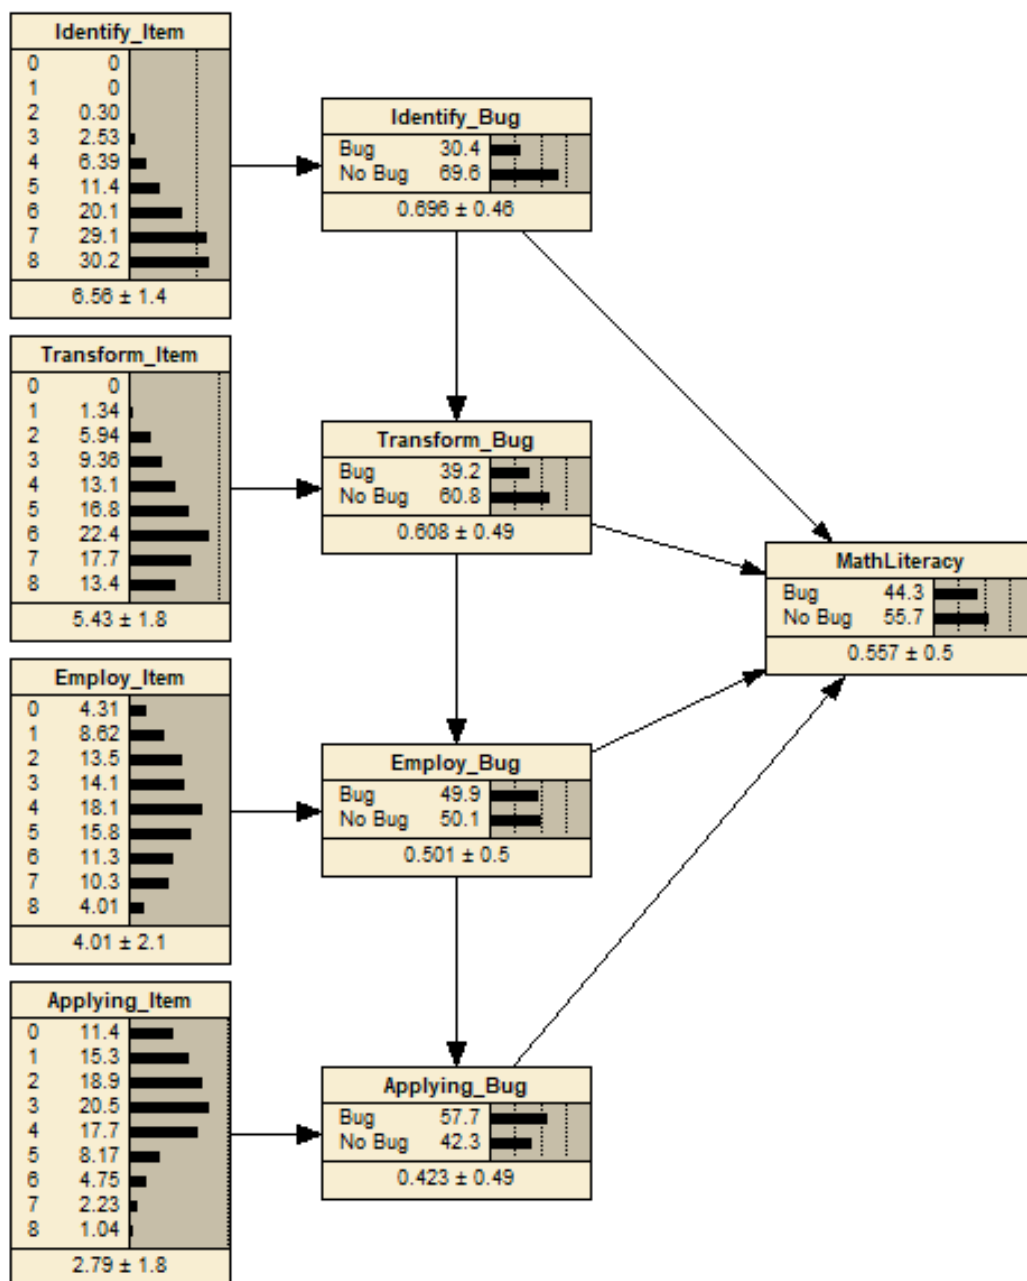 Identify_Item
0 0
1 0
2 0.30
3 2.53
4 6.39
5 11.4
6 20.1
7 29.1
8 30.2
6.56 ± 1.4
Identify_Bug
Bug 30.4
No Bug 69.6
0.696 ± 0.46
Transform_Item
0 0
1 1.34
2 5.94
3 9.36
4 13.1
5 16.8
6 22.4
7 17.7
8 13.4
5.43 ± 1.8
Transform_Bug
Bug 39.2
No Bug 60.8
0.608 ± 0.49
MathLiteracy
Bug 44.3
No Bug 55.7
0.557 ± 0.5
Employ_Item
0 4.31
1 8.62
2 13.5
3 14.1
4 18.1
5 15.8
6 11.3
7 10.3
8 4.01
4.01 ± 2.1
Employ_Bug
Bug 49.9
No Bug 50.1
0.501 ± 0.5
Applying_Item
0 11.4
1 15.3
2 18.9
3 20.5
4 17.7
5 8.17
6 4.75
7 2.23
8 1.04
2.79 ± 1.8
Applying_Bug
Bug 57.7
No Bug 42.3
0.423 ± 0.49